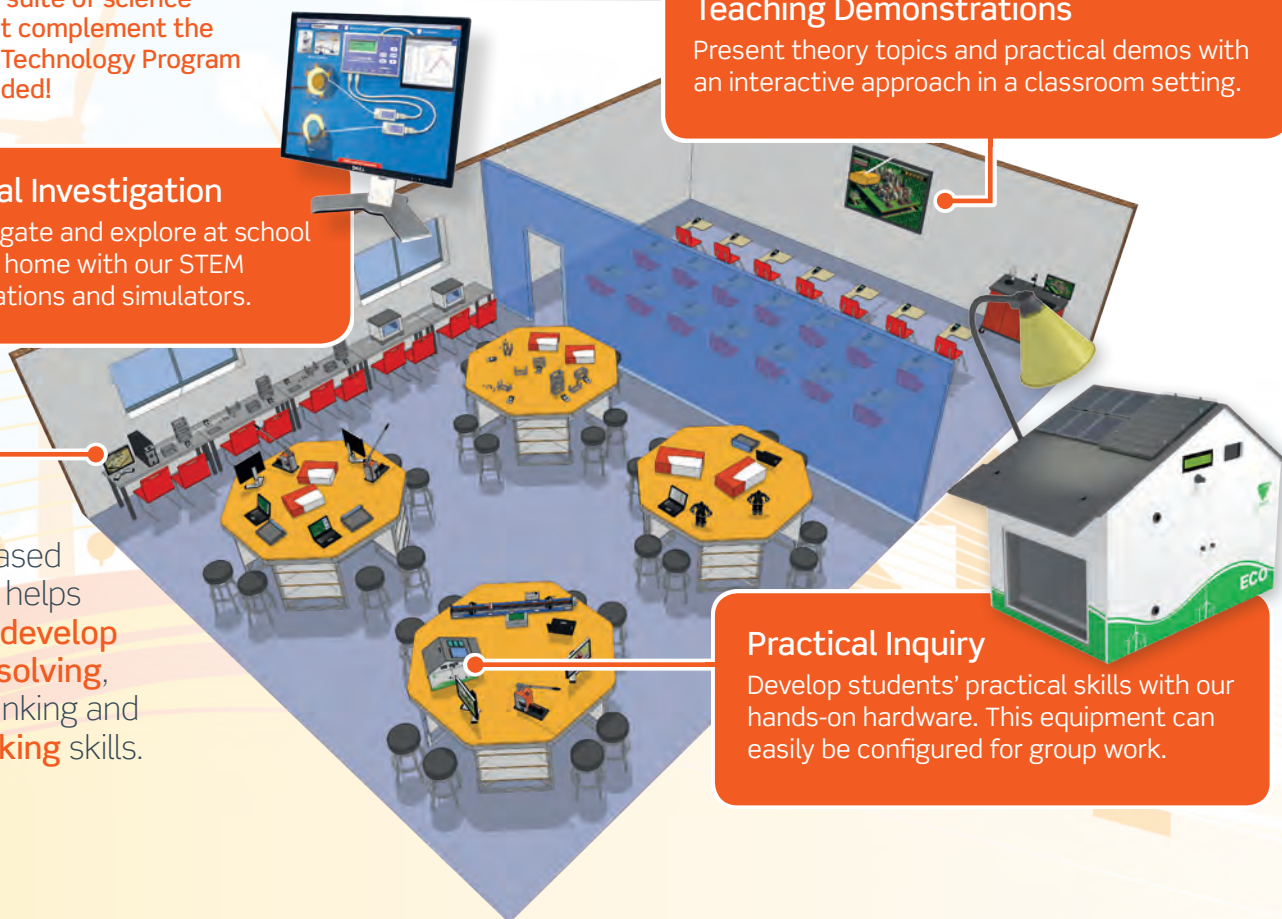 suite of science
t complement the
Technology Program
ded!
Teaching Demonstrations
Present theory topics and practical demos with
an interactive approach in a classroom setting.
al Investigation
gate and explore at school
home with our STEM
ations and simulators.
ased
helps
develop
solving,
nking and
king skills.
ECO
Practical Inquiry
Develop students’ practical skills with our
hands-on hardware. This equipment can
easily be configured for group work.